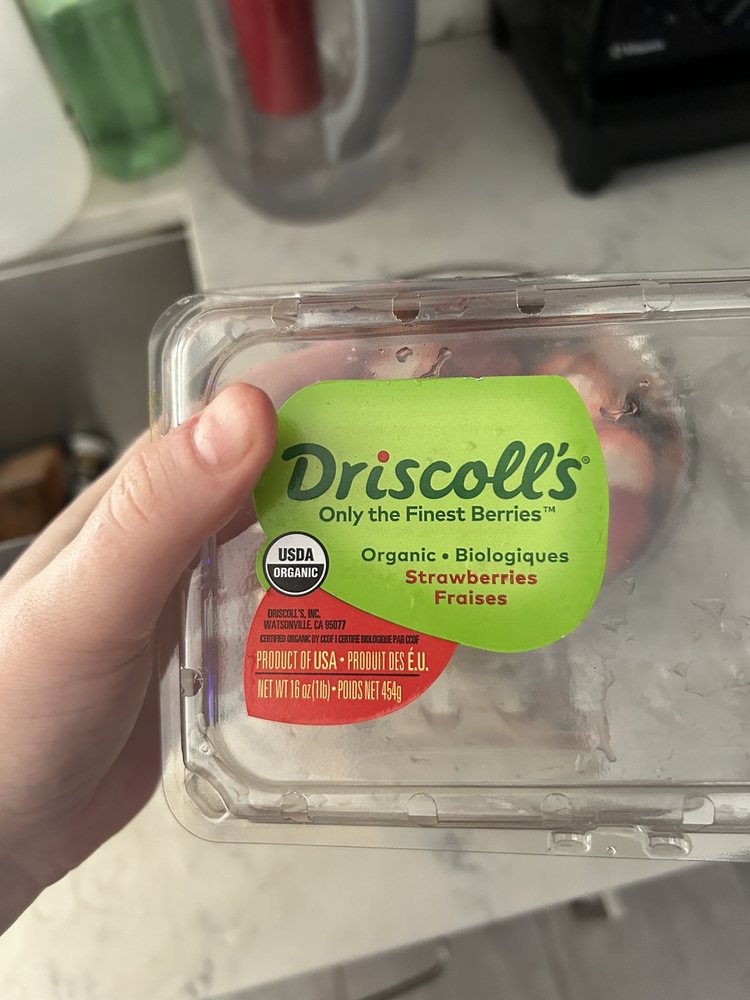 Driscoll's®
Only the Finest Berries™
Organic • Biologiques
Strawberries
Fraises
USDA
ORGANIC
DRISCOLL'S, INC.
WATSONVILLE, CA 95077
CERTIFIED ORGANIC BY CCOF | CERTIFIÉ BIOLOGIQUE PAR CCOF
PRODUCT OF USA • PRODUIT DES É.U.
NET WT 16 oz (1lb) • POIDS NET 454g